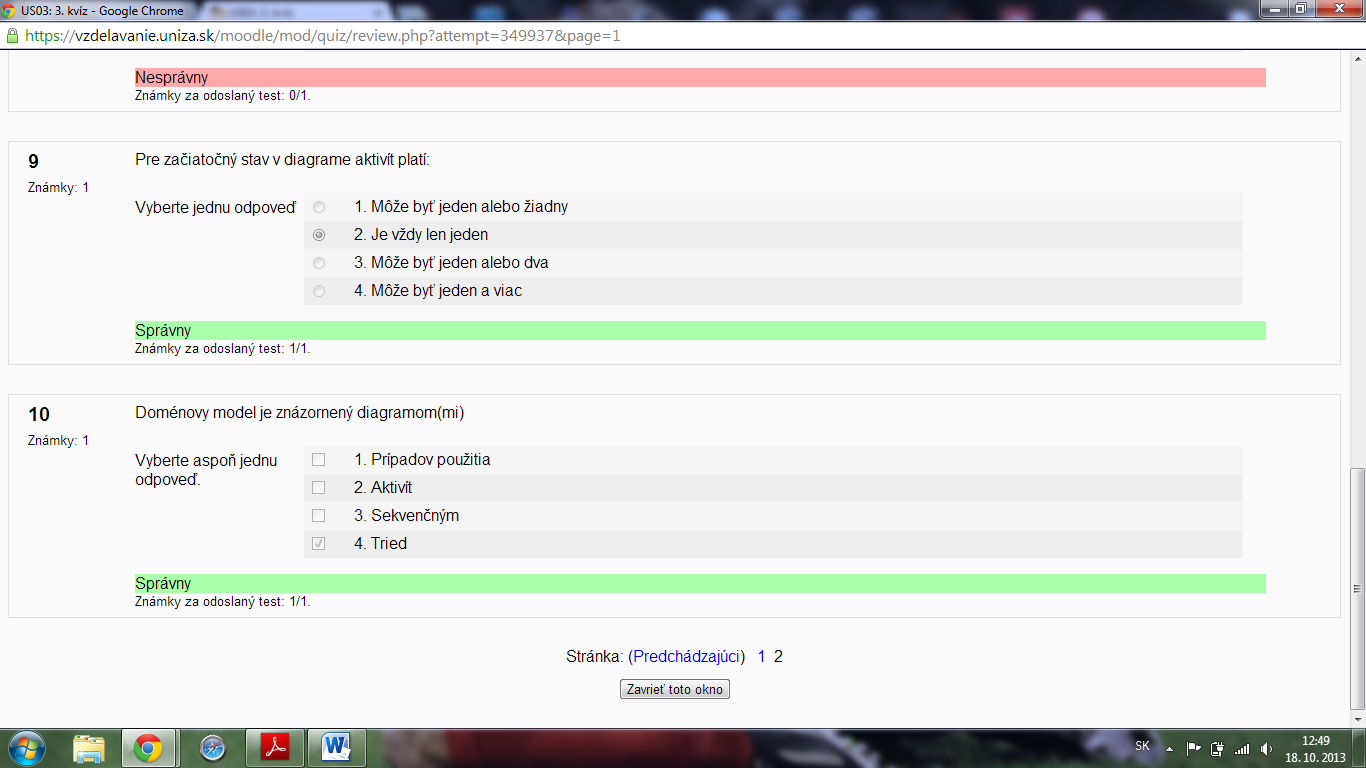 US03: 3. kvíz - Google Chrome
https://vzdelavanie.uniza.sk/moodle/mod/quiz/review.php?attempt=349937&page=1
Nesprávny
Známky za odoslaný test: 0/1.
9
Známky: 1
Pre začiatočný stav v diagrame aktivít platí:
Vyberte jednu odpoveď
1. Môže byť jeden alebo žiadny
2. Je vždy len jeden
3. Môže byť jeden alebo dva
4. Môže byť jeden a viac
Správny
Známky za odoslaný test: 1/1.
10
Známky: 1
Doménovy model je znázornený diagramom(mi)
Vyberte aspoň jednu
odpoveď.
1. Prípadov použitia
2. Aktivít
3. Sekvenčným
4. Tried
Správny
Známky za odoslaný test: 1/1.
Stránka: (Predchádzajúci) 1 2
Zavrieť toto okno
SK
12:49
18. 10. 2013